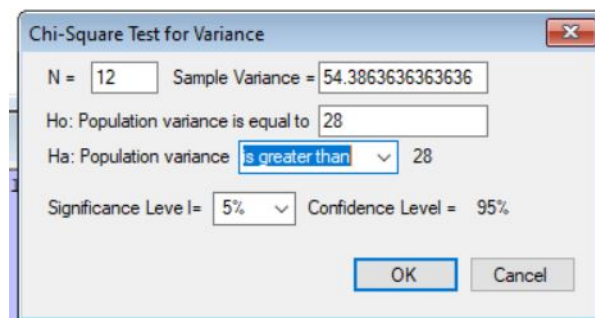 Chi-Square Test for Variance
N = 12 Sample Variance = 54.3863636363636
Ho: Population variance is equal to 28
Ha: Population variance is greater than 28
Significance Leve l= 5% Confidence Level = 95%
OK Cancel